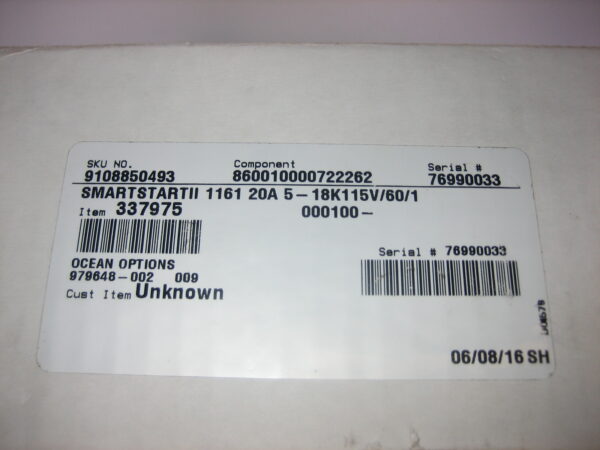 SKU NO. Component Serial #
9108850493 860010000722262 76990033
SMARTSTARTII 1161 20A 5-18K115V/60/1
Item 337975 000100-
Serial # 76990033
OCEAN OPTIONS
979648-002 009
Cust Item Unknown
06/08/16 SH